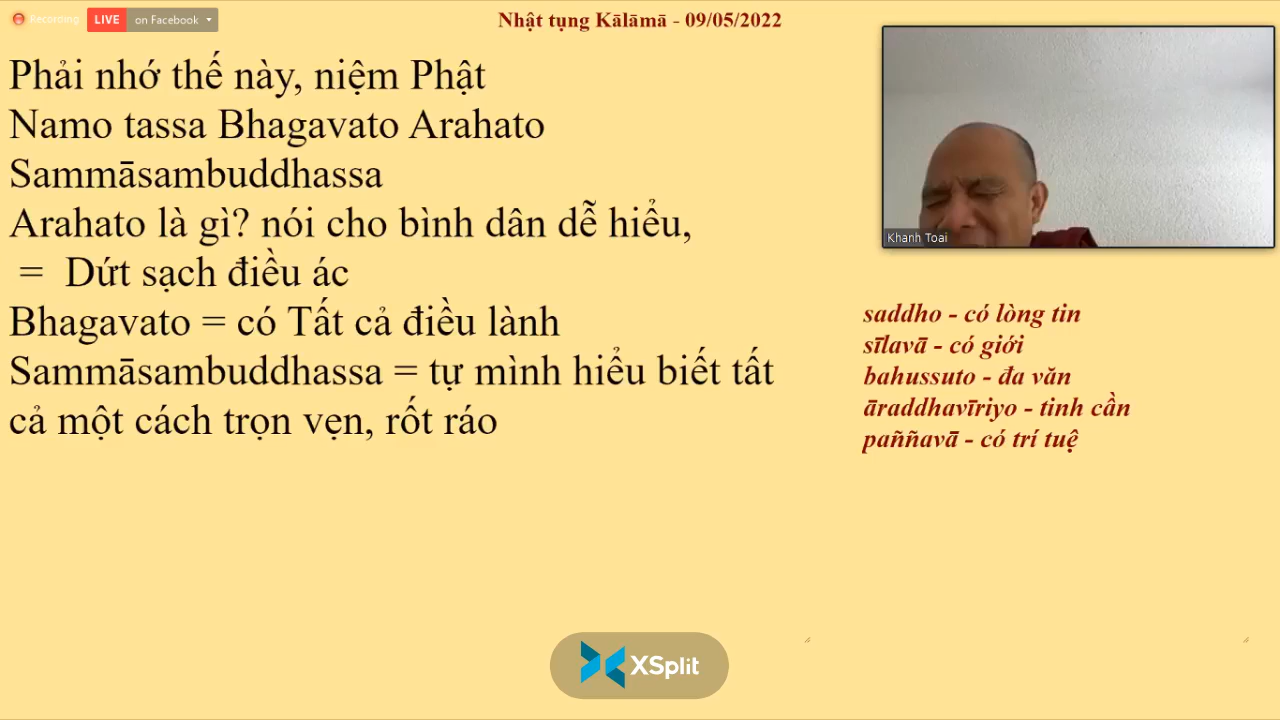 Recording
LIVE on Facebook
Nhật tụng Kālāmā - 09/05/2022
Phải nhớ thế này, niệm Phật
Namo tassa Bhagavato Arahato
Sammāsambuddhassa
Arahato là gì? nói cho bình dân dễ hiểu,
= Dứt sạch điều ác
Bhagavato = có Tất cả điều lành
Sammāsambuddhassa = tự mình hiểu biết tất
cả một cách trọn vẹn, rốt ráo
Khanh Toai
saddho - có lòng tin
sīlavā - có giới
bahussuto - đa văn
āraddhavīriyo - tinh cần
paññavā - có trí tuệ
XSplit